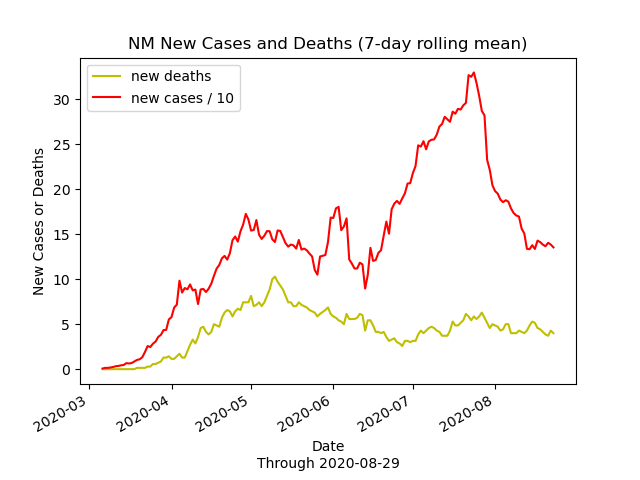 NM New Cases and Deaths (7-day rolling mean)
new deaths
new cases / 10
New Cases or Deaths
30
25
20
15
10
5
0
2020-03
2020-04
2020-05
2020-06
2020-07
2020-08
Date
Through 2020-08-29